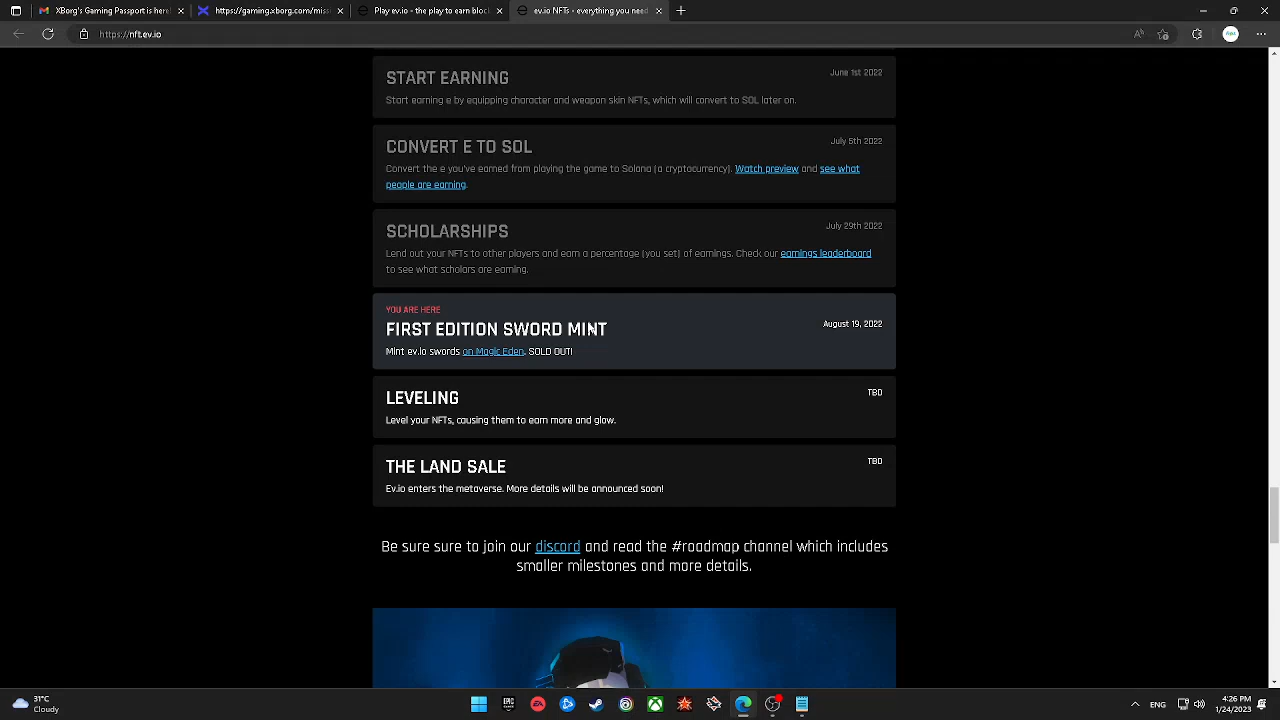 XBorg's Gaming Passport is here!
https://gaming.xborg.com/miss
Play ev.io - the play to earn bloc
ev.io NFTs - everything you need
https://nft.ev.io
START EARNING
June 1st 2022
Start earning e by equipping character and weapon skin NFTs, which will convert to SOL later on.
CONVERT E TO SOL
July 5th 2022
Convert the e you've earned from playing the game to Solana (a cryptocurrency). Watch preview and see what
people are earning.
SCHOLARSHIPS
July 29th 2022
Lend out your NFTs to other players and earn a percentage (you set) of earnings. Check our earnings leaderboard
to see what scholars are earning.
YOU ARE HERE
FIRST EDITION SWORD MINT
August 19, 2022
Mint ev.io swords on Magic Eden. SOLD OUT!
LEVELING
TBD
Level your NFTs, causing them to earn more and glow.
THE LAND SALE
TBD
Ev.io enters the metaverse. More details will be announced soon!
Be sure sure to join our discord and read the #roadmap channel which includes
smaller milestones and more details.
31°C
Cloudy
EPIC
EA
ENG
4:26 PM
1/24/2023